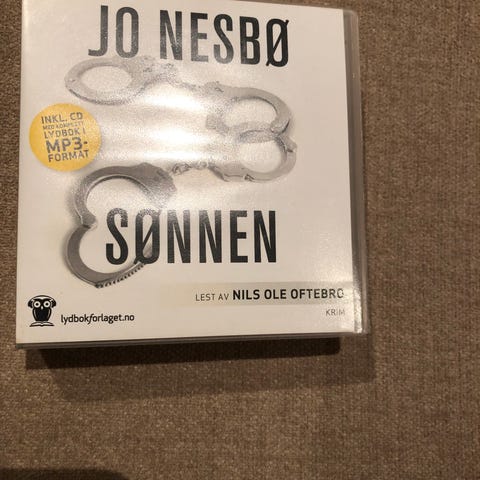 JO NESBØ
INKL. CD
MED KOMPLETT
LYDBOK I
MP3-
FORMAT
SØNNEN
LEST AV NILS OLE OFTEBRO
KRIM
lydbokforlaget.no